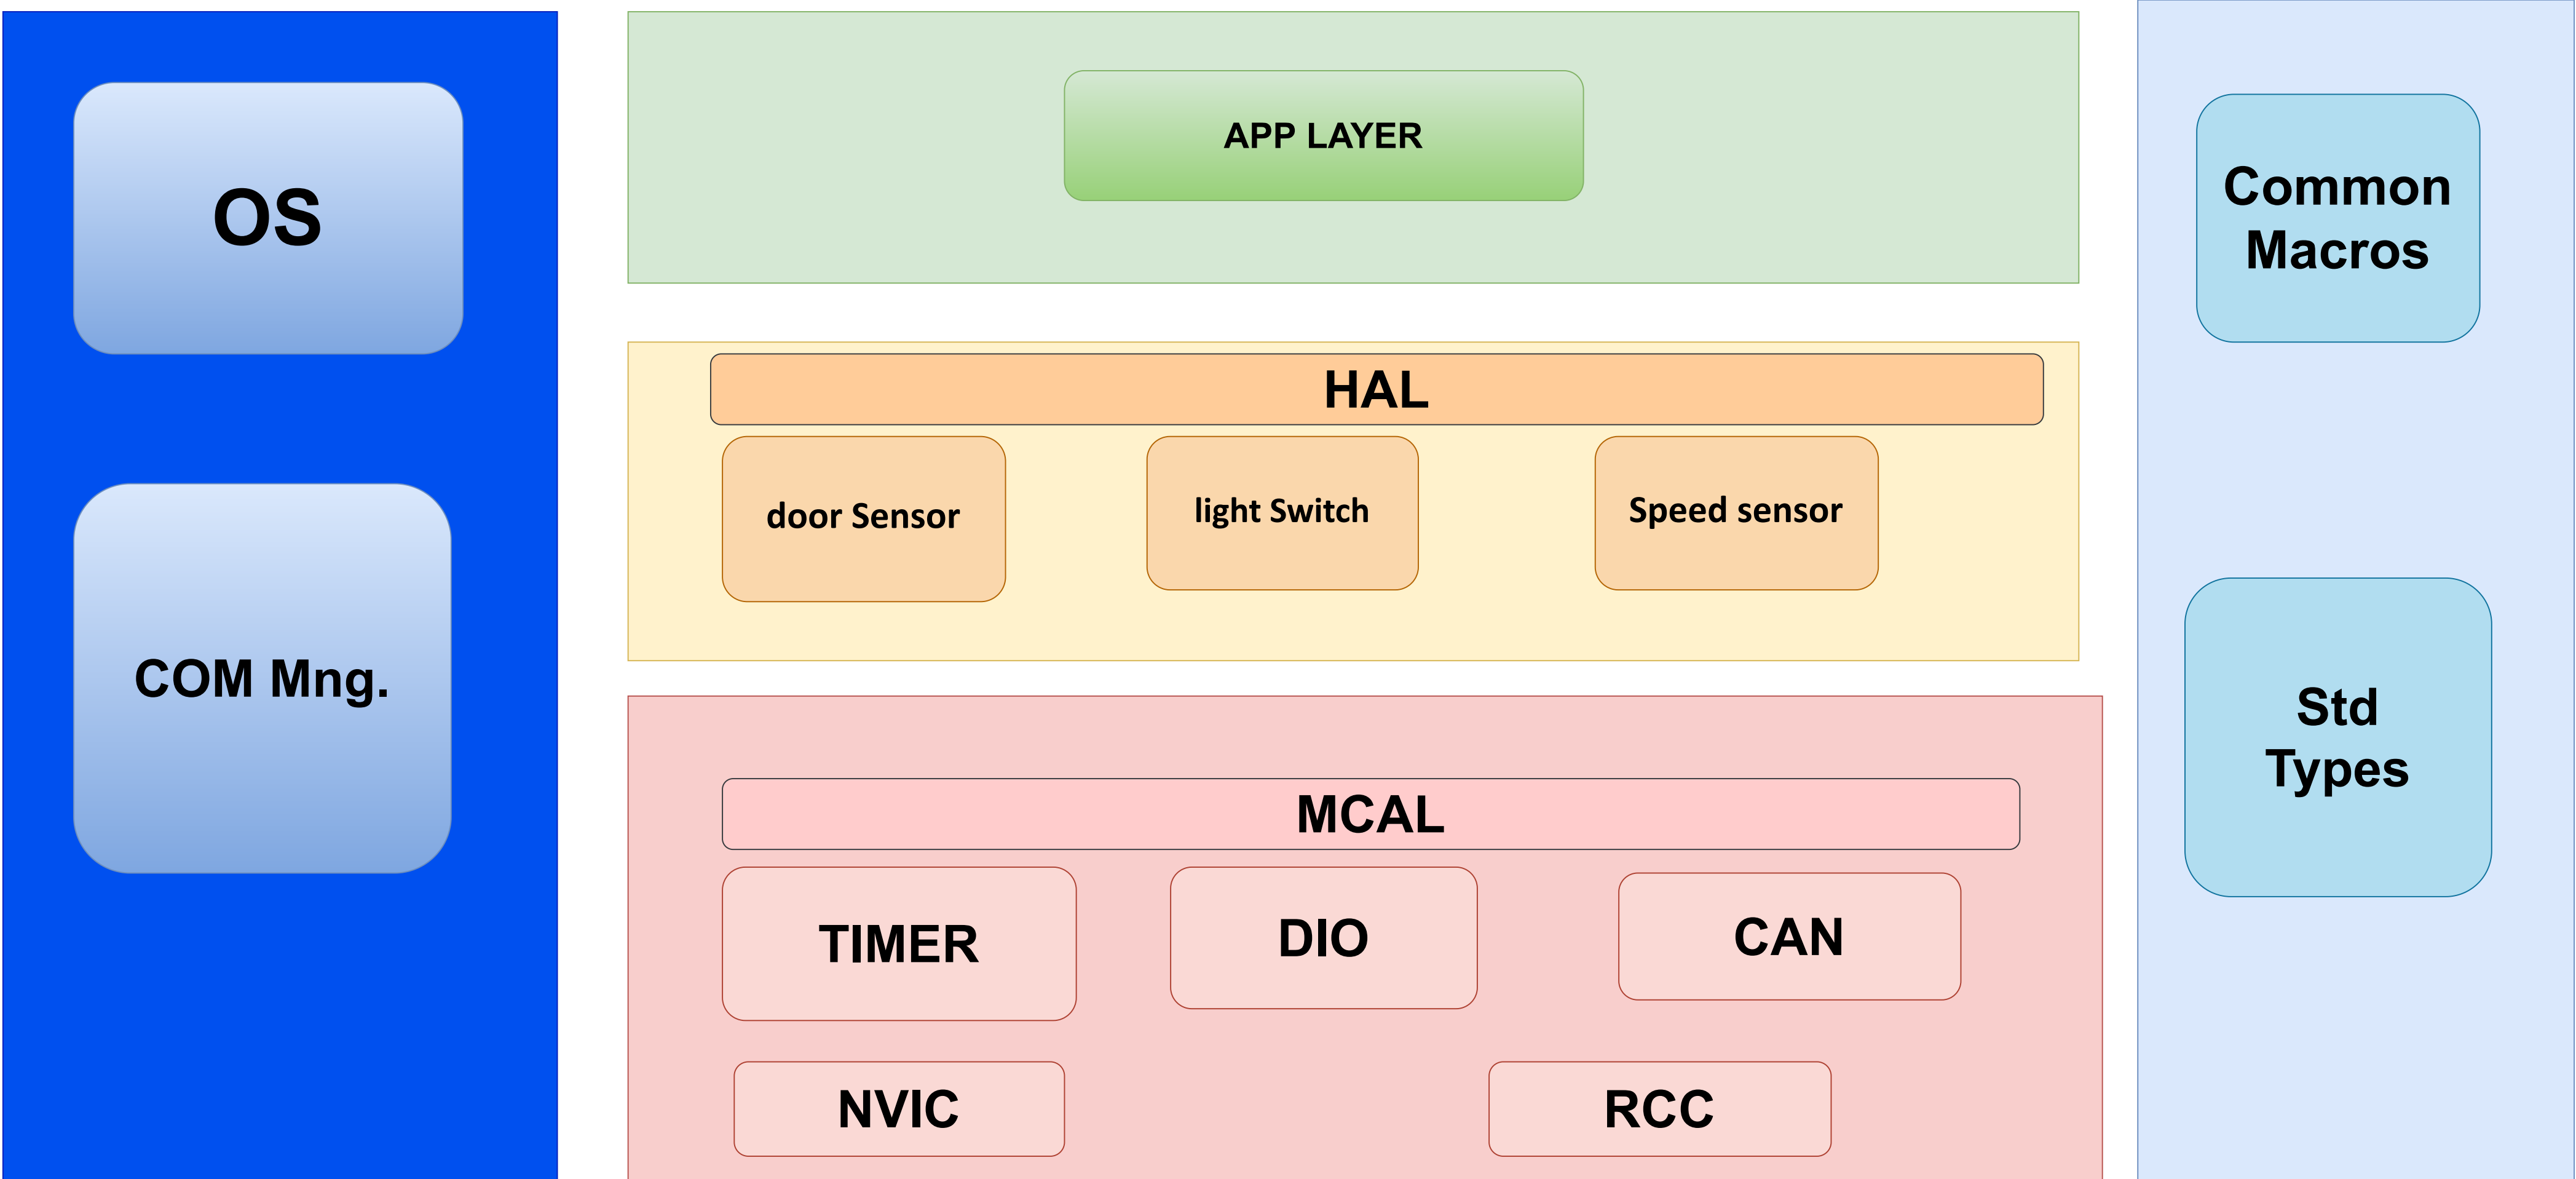 OS
COM Mng.
APP LAYER
HAL
door Sensor
light Switch
Speed sensor
MCAL
TIMER
DIO
CAN
NVIC
RCC
Common
Macros
Std
Types